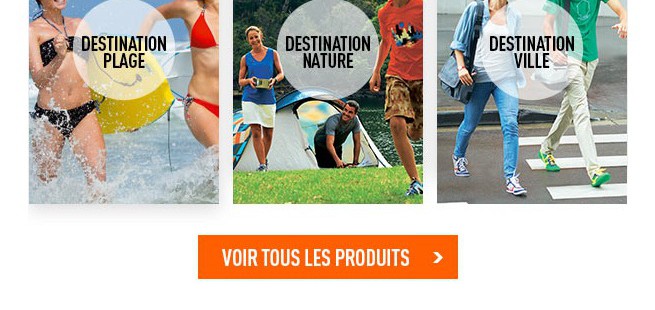 DESTINATION
PLAGE
DESTINATION
NATURE
DESTINATION
VILLE
VOIR TOUS LES PRODUITS